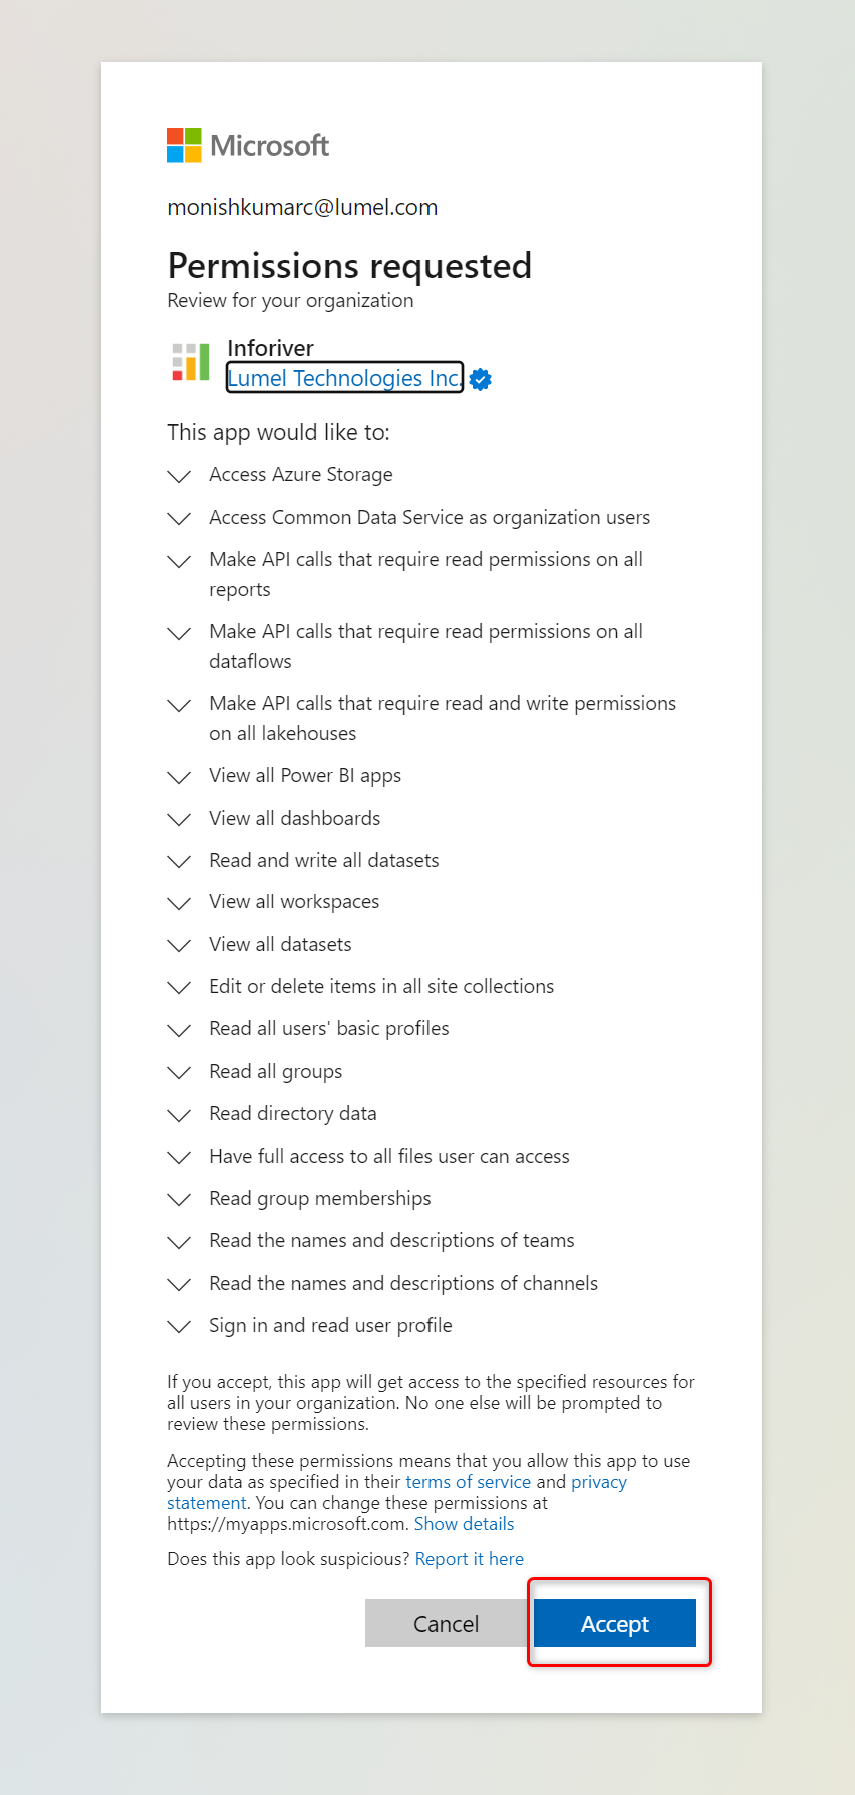 Microsoft
monishkumarc@lumel.com
Permissions requested
Review for your organization
Inforiver
Lumel Technologies Inc.
This app would like to:
Access Azure Storage
Access Common Data Service as organization users
Make API calls that require read permissions on all
reports
Make API calls that require read permissions on all
dataflows
Make API calls that require read and write permissions
on all lakehouses
View all Power BI apps
View all dashboards
Read and write all datasets
View all workspaces
View all datasets
Edit or delete items in all site collections
Read all users' basic profiles
Read all groups
Read directory data
Have full access to all files user can access
Read group memberships
Read the names and descriptions of teams
Read the names and descriptions of channels
Sign in and read user profile
If you accept, this app will get access to the specified resources for
all users in your organization. No one else will be prompted to
review these permissions.
Accepting these permissions means that you allow this app to use
your data as specified in their terms of service and privacy
statement. You can change these permissions at
https://myapps.microsoft.com. Show details
Does this app look suspicious? Report it here
Cancel Accept